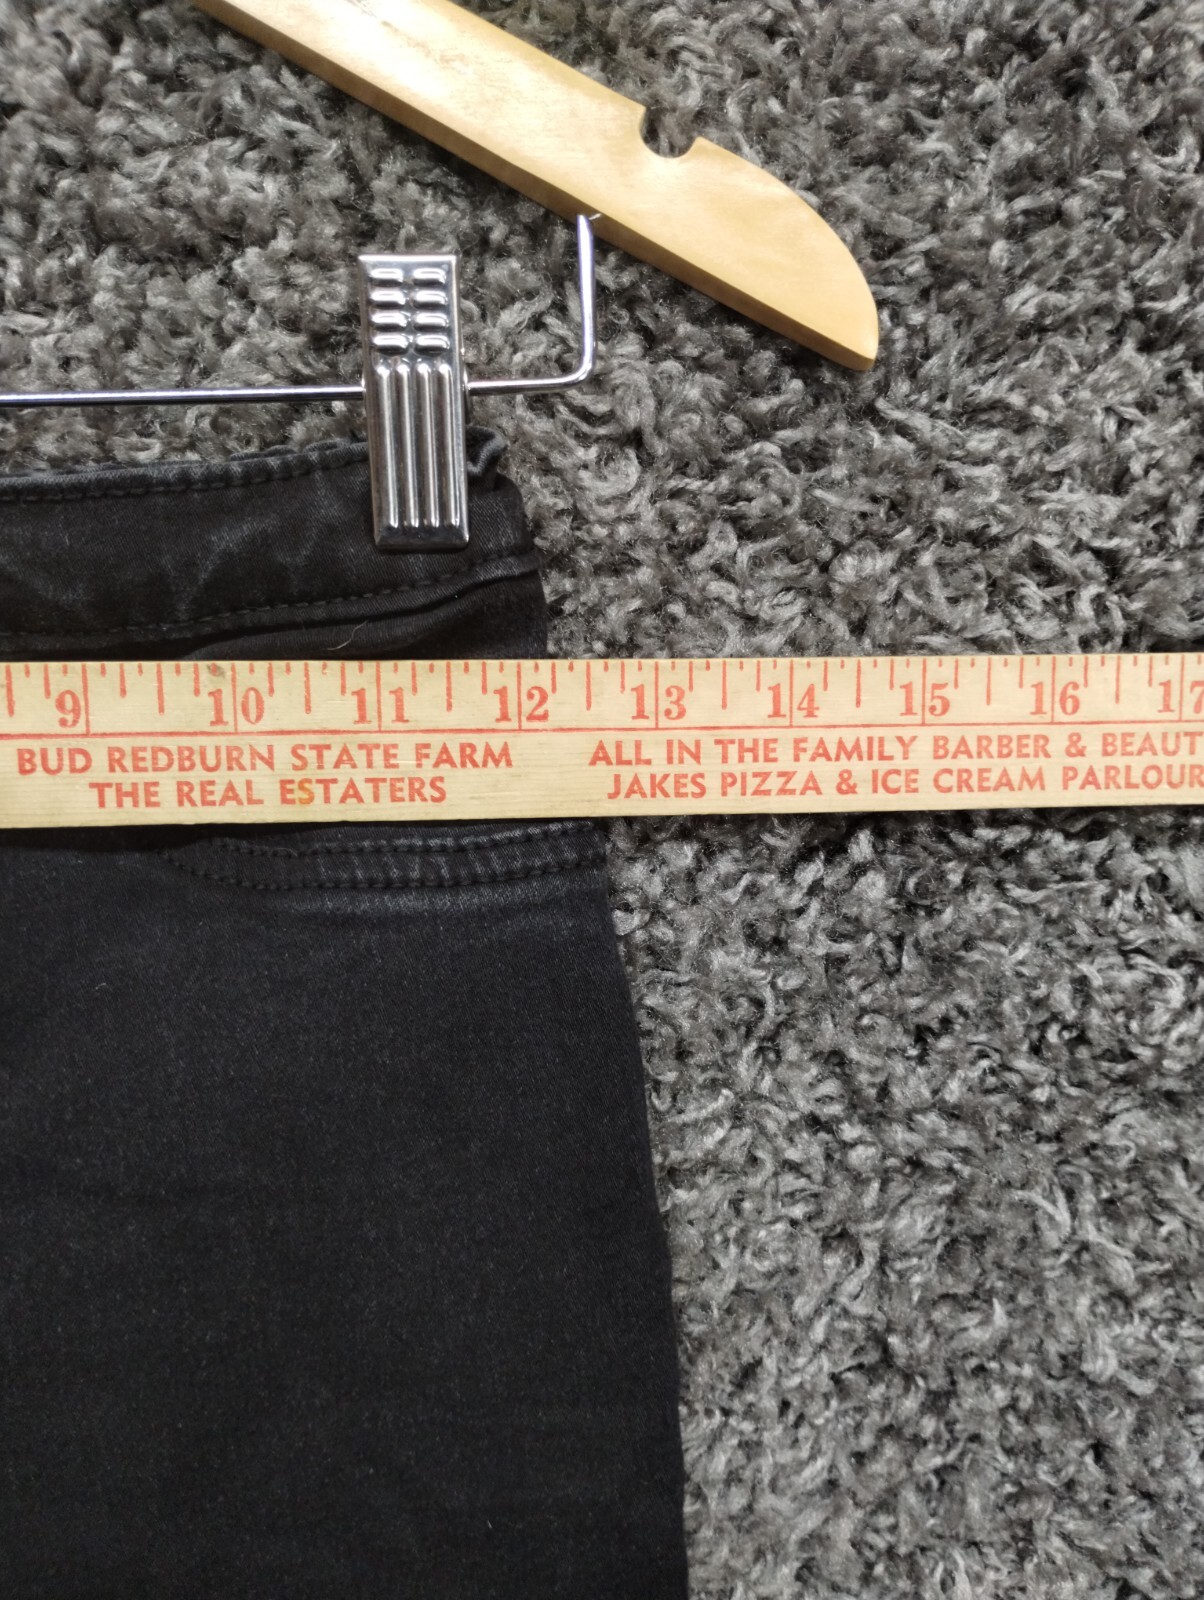 9 10 11 12 13 14 15 16 17
BUD REDBURN STATE FARM ALL IN THE FAMILY BARBER & BEAUT
THE REAL ESTATERS JAKES PIZZA & ICE CREAM PARLOUR